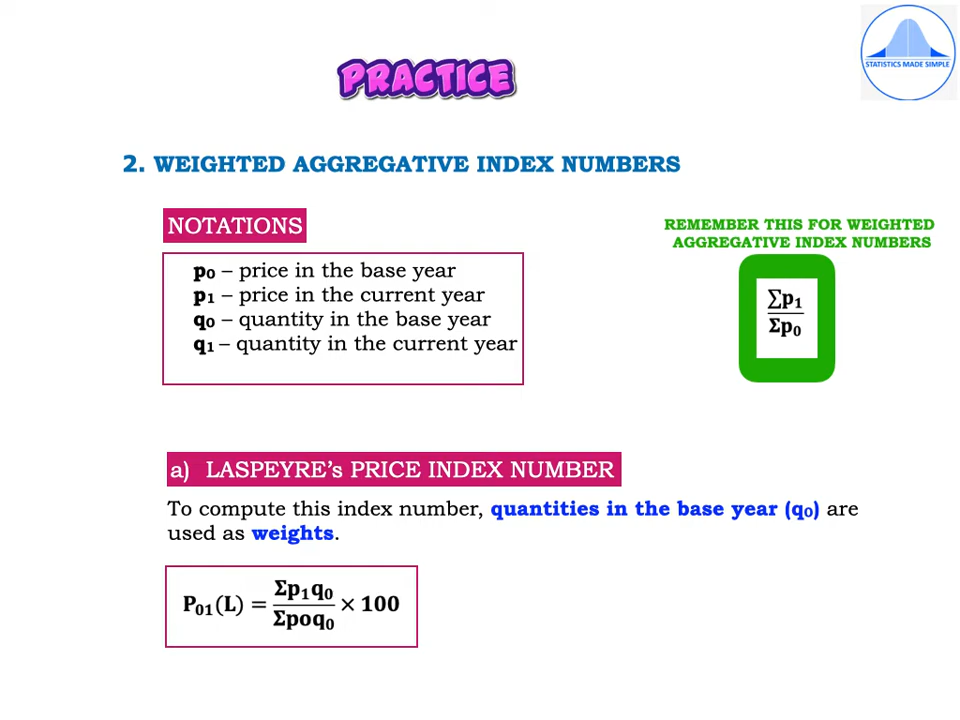 STATISTICS MADE SIMPLE
PRACTICE
2. WEIGHTED AGGREGATIVE INDEX NUMBERS
NOTATIONS
p₀ – price in the base year
p₁ – price in the current year
q₀ – quantity in the base year
q₁ – quantity in the current year
REMEMBER THIS FOR WEIGHTED
AGGREGATIVE INDEX NUMBERS
∑p₁
Σp₀
a) LASPEYRE's PRICE INDEX NUMBER
To compute this index number, quantities in the base year (q₀) are
used as weights.
P₀₁(L) = Σp₁q₀ / Σpoq₀ × 100